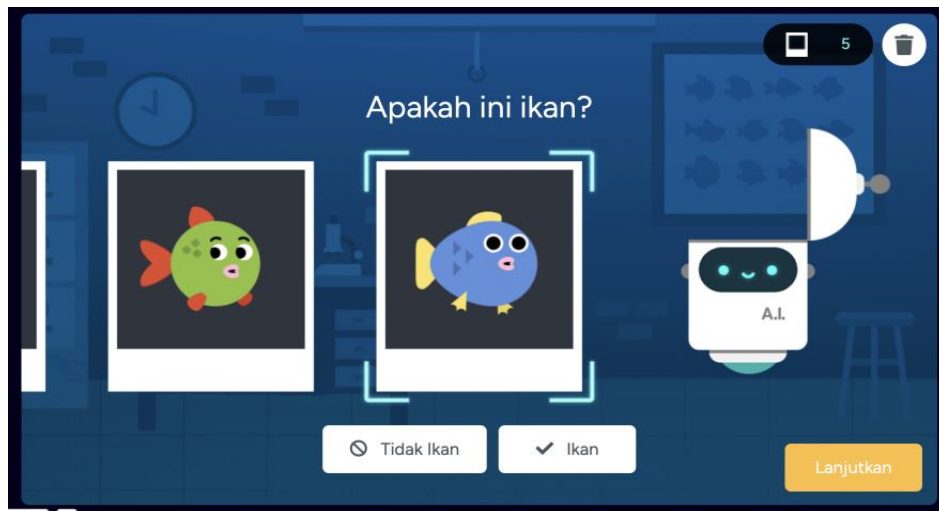 5
Apakah ini ikan?
A.I.
Tidak Ikan
Ikan
Lanjutkan